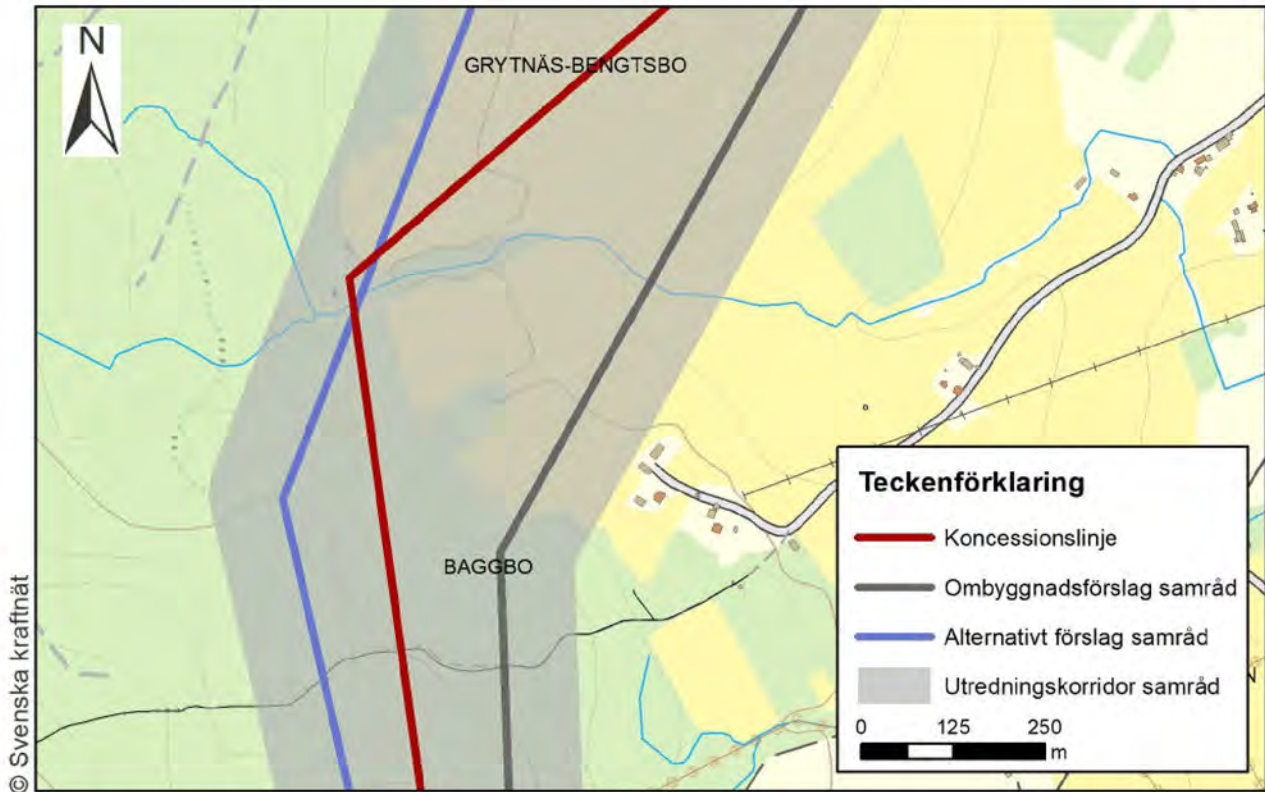 N
GRYTNÄS-BENGTSBO
BAGGBO
Teckenförklaring
Koncessionslinje
Ombyggnadsförslag samråd
Alternativt förslag samråd
Utredningskorridor samråd
0 125 250
m
© Svenska kraftnät